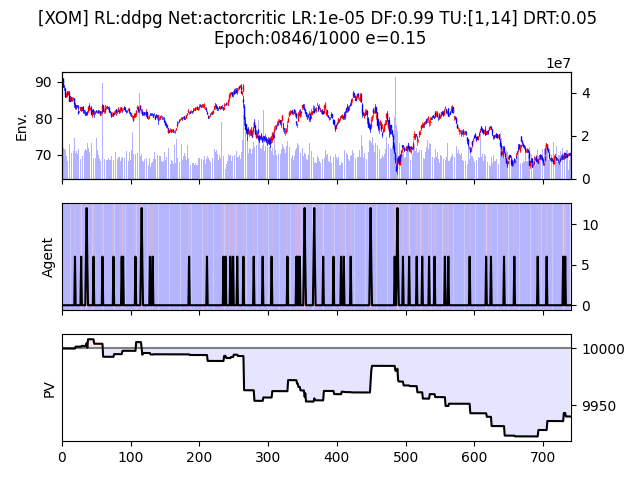 [XOM] RL:ddpg Net:actorcritic LR:1e-05 DF:0.99 TU:[1,14] DRT:0.05
Epoch:0846/1000 e=0.15
1e7
Env.
90
80
70
4
2
0
Agent
10
5
0
PV
10000
9950
0 100 200 300 400 500 600 700